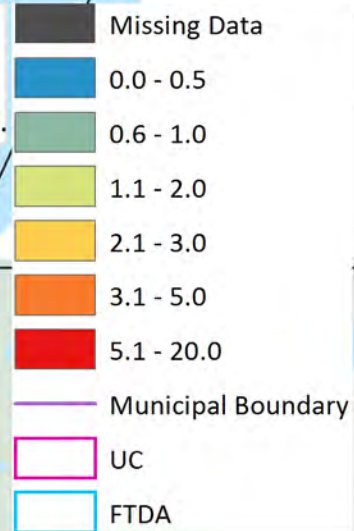 Missing Data
0.0 - 0.5
0.6 - 1.0
1.1 - 2.0
2.1 - 3.0
3.1 - 5.0
5.1 - 20.0
Municipal Boundary
UC
FTDA